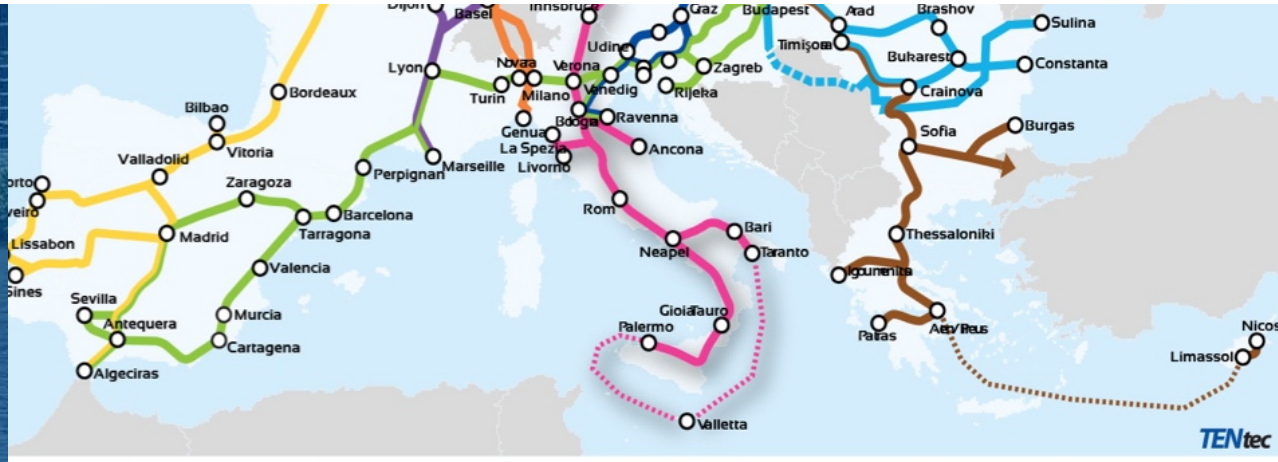 Dijon
Basel
Innsbruck
Graz
Budapest
Arad
Brashov
Sulina
Udine
Timişoara
Bukarest
Constanta
Lyon
Novara
Verona
Venedig
Zagreb
Turin
Milano
Rijeka
Crainova
Bordeaux
Bilbao
Bologna
Ravenna
Genua
La Spezia
Ancona
Sofia
Burgas
Vitoria
Valladolid
Marseille
Livorno
Perpignan
Zaragoza
orto
veiro
Rom
Barcelona
Tarragona
Madrid
Bari
Thessaloniki
Lissabon
Neapel
Taranto
Valencia
Igoumenitsa
Sines
Sevilla
Murcia
Gioia Tauro
Antequera
Palermo
Patras
Nicos
Cartagena
Limassol
Algeciras
Valletta
TENtec